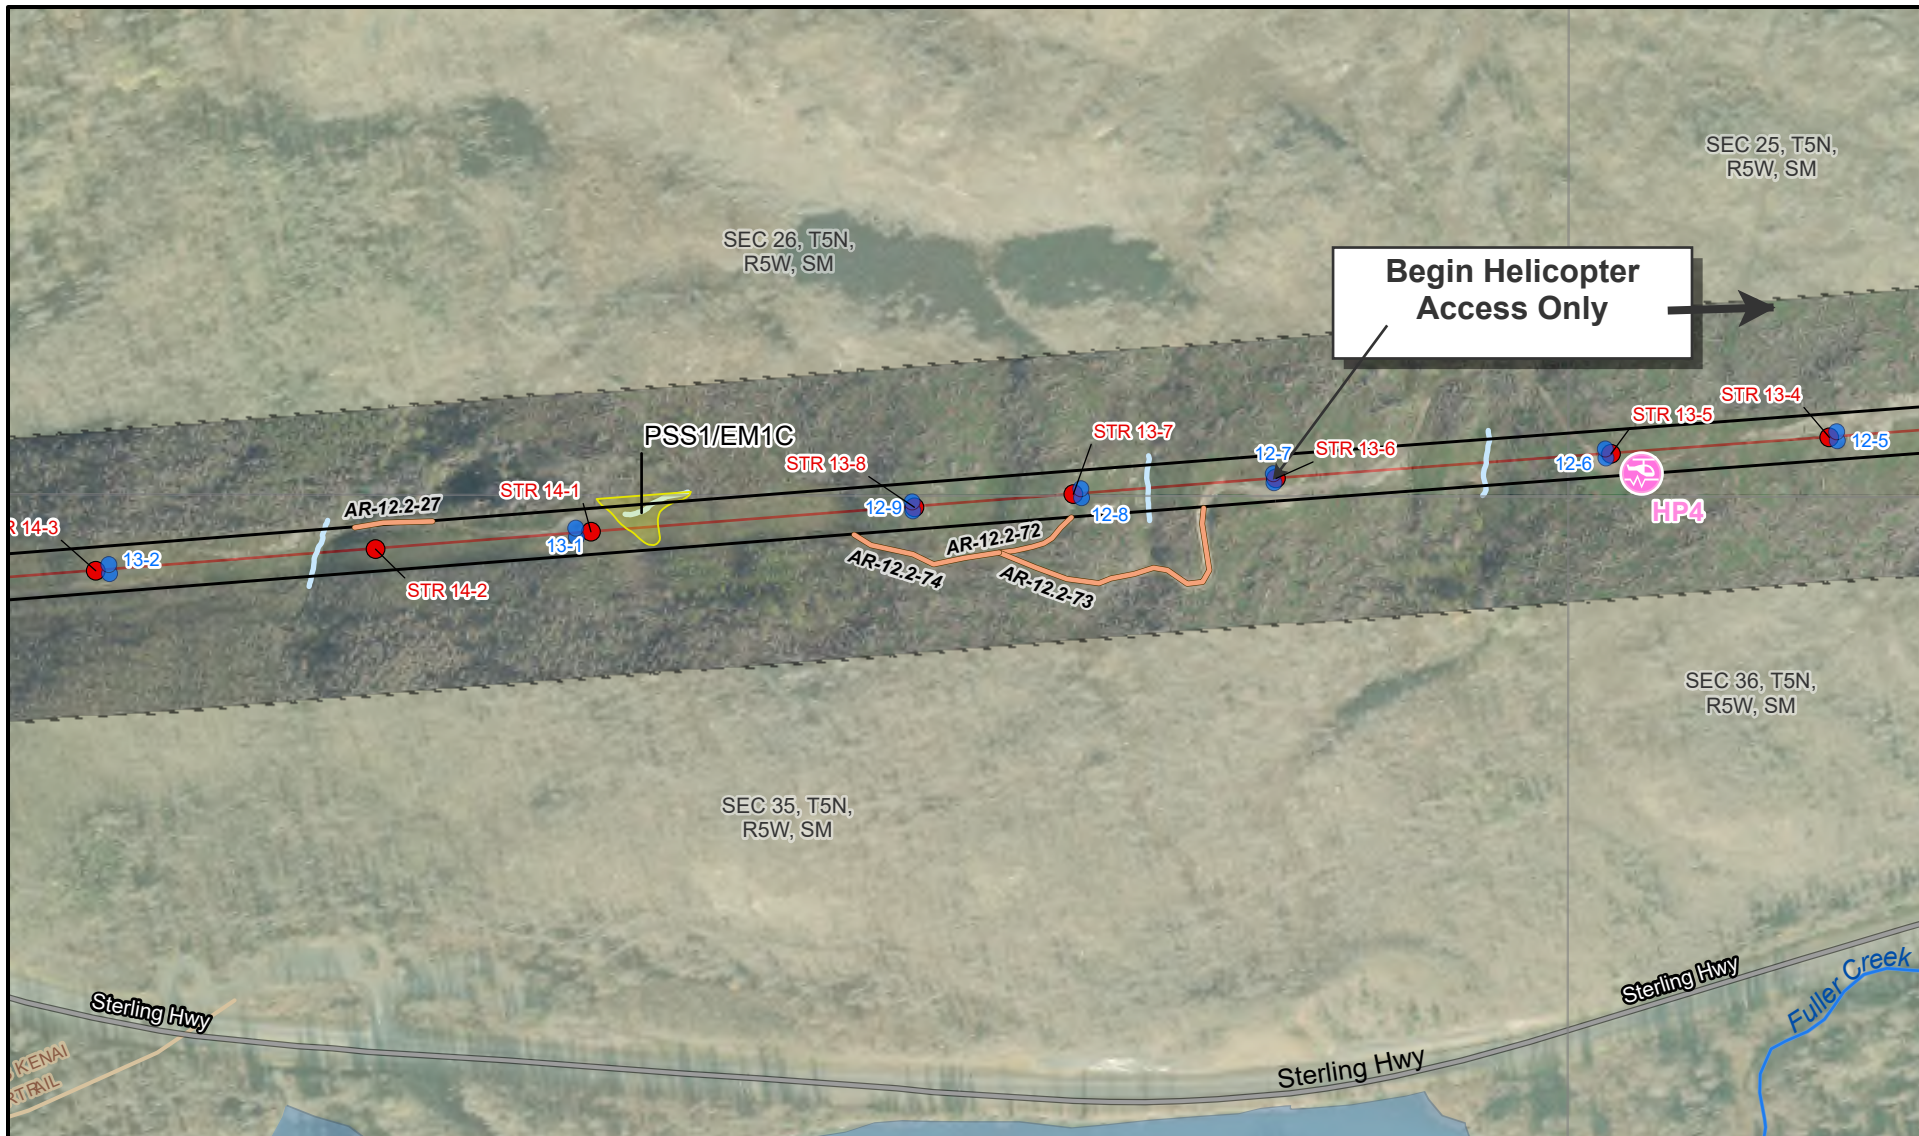 SEC 25, T5N,
R5W, SM
SEC 26, T5N,
R5W, SM
Begin Helicopter
Access Only
STR 13-4
STR 13-5
12-5
PSS1/EM1C
STR 13-7
12-7
STR 13-6
12-6
STR 13-8
HP4
STR 14-1
AR-12.2-27
12-9
12-8
R 14-3
13-2
13-1
AR-12.2-72
AR-12.2-74
AR-12.2-73
STR 14-2
SEC 36, T5N,
R5W, SM
SEC 35, T5N,
R5W, SM
Sterling Hwy
Sterling Hwy
Fuller Creek
Sterling Hwy
KENAI